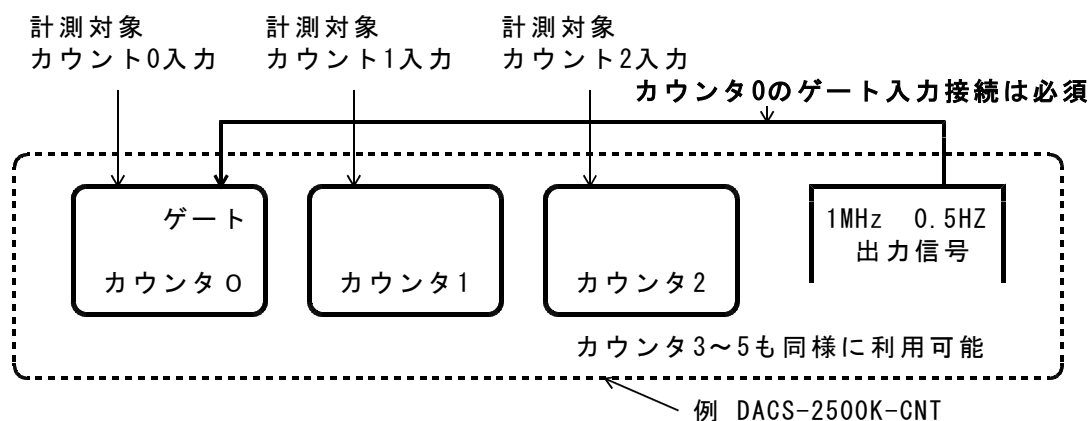 計測対象
カウント0入力
計測対象
カウント1入力
計測対象
カウント2入力
カウンタ0のゲート入力接続は必須
ゲート
カウンタ0
カウンタ1
カウンタ2
1MHz 0.5HZ
出力信号
カウンタ3～5も同様に利用可能
例 DACS-2500K-CNT